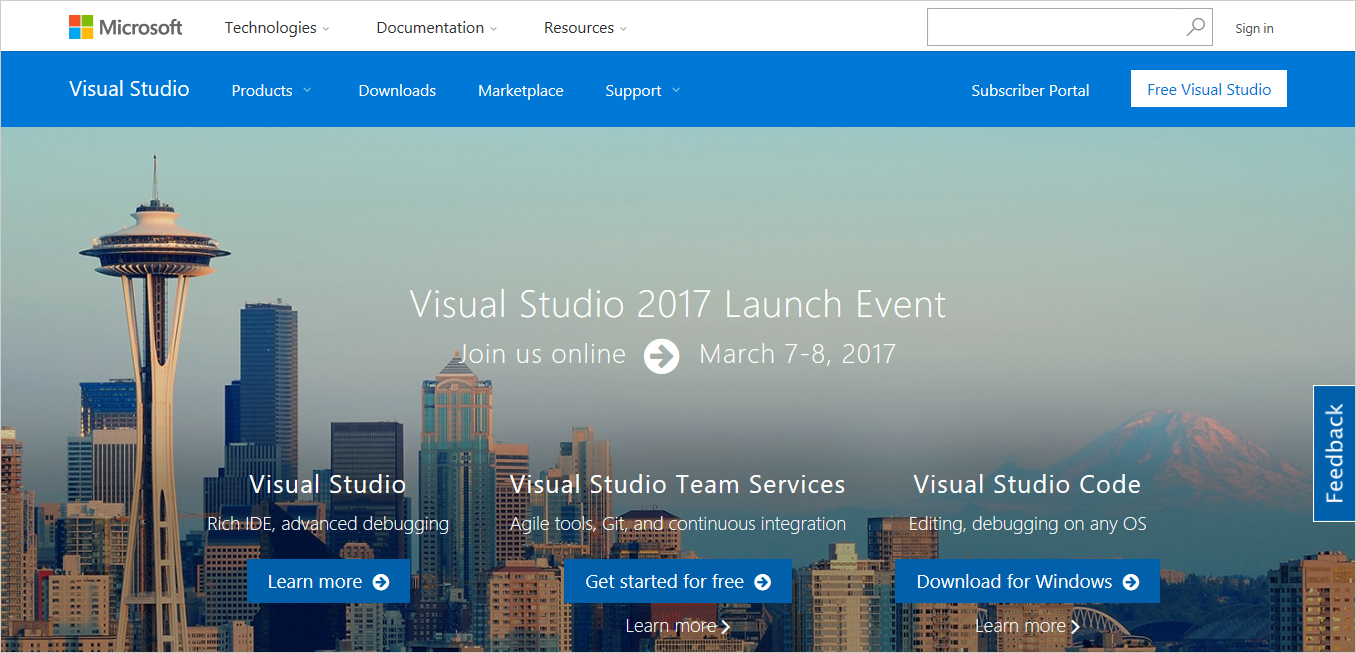 Microsoft Technologies Documentation Resources Sign in
Visual Studio Products Downloads Marketplace Support Subscriber Portal Free Visual Studio
Visual Studio 2017 Launch Event
Join us online March 7-8, 2017
Feedback
Visual Studio Visual Studio Team Services Visual Studio Code
Rich IDE, advanced debugging Agile tools, Git, and continuous integration Editing, debugging on any OS
Learn more Get started for free Download for Windows
Learn more Learn more